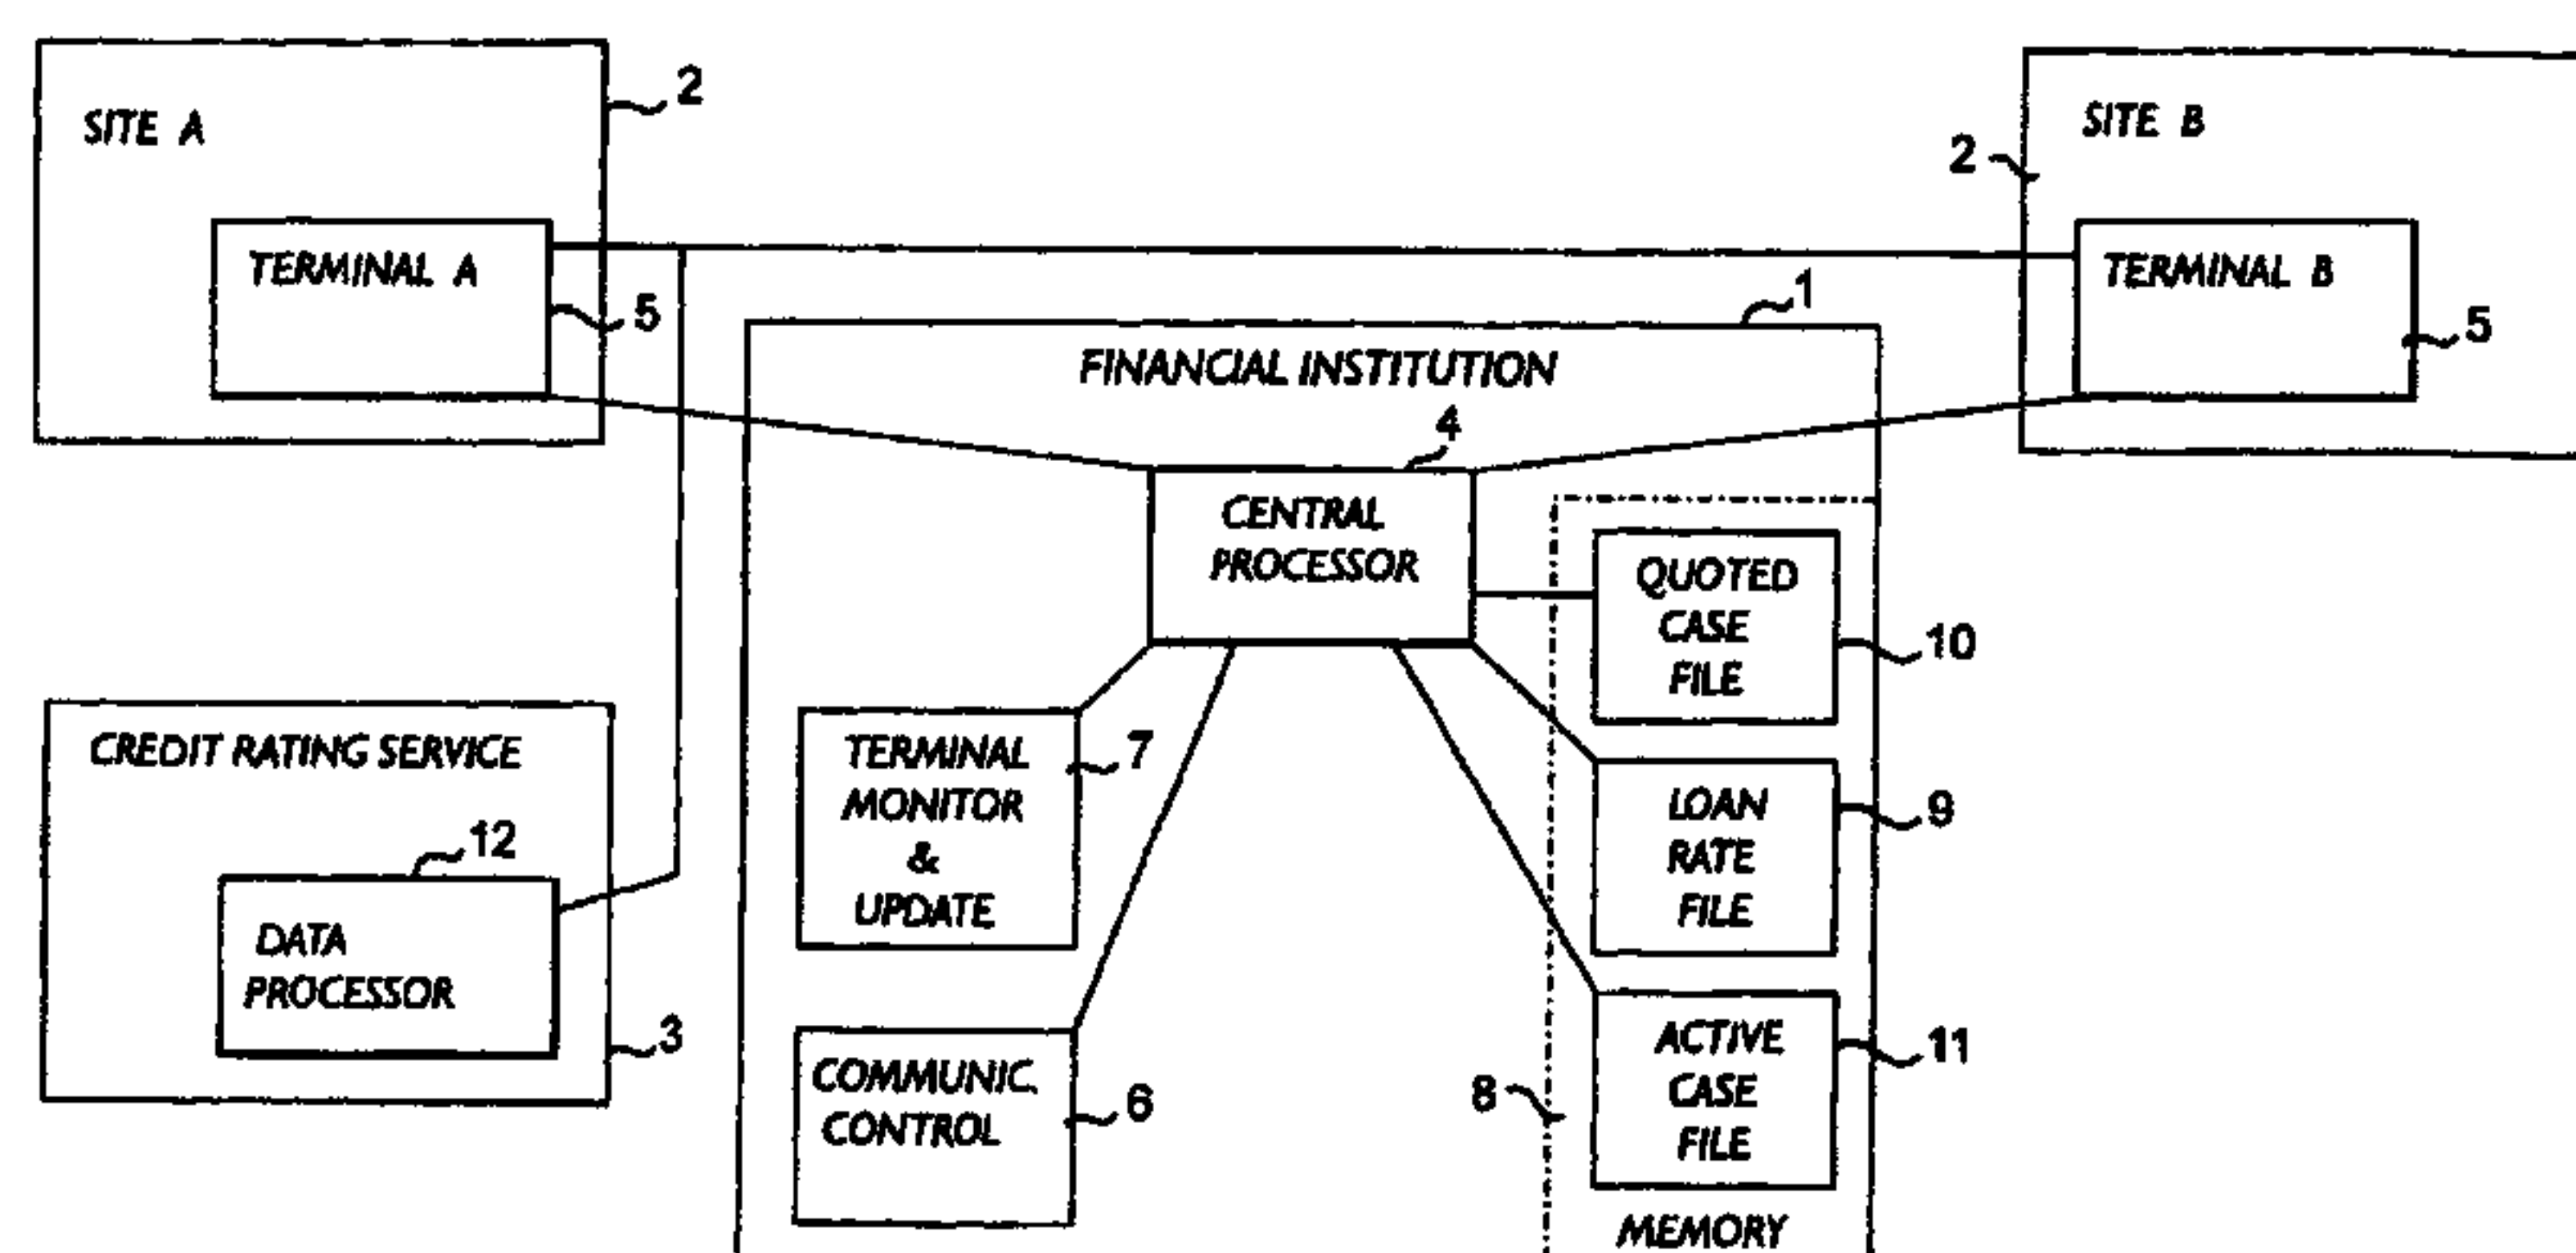 SITE A
2
TERMINAL A
5
SITE B
2
TERMINAL B
5
1
FINANCIAL INSTITUTION
4
CENTRAL
PROCESSOR
QUOTED
CASE
FILE
10
TERMINAL
MONITOR
&
UPDATE
7
LOAN
RATE
FILE
9
CREDIT RATING SERVICE
12
DATA
PROCESSOR
3
COMMUNIC.
CONTROL
6
ACTIVE
CASE
FILE
11
8
MEMORY